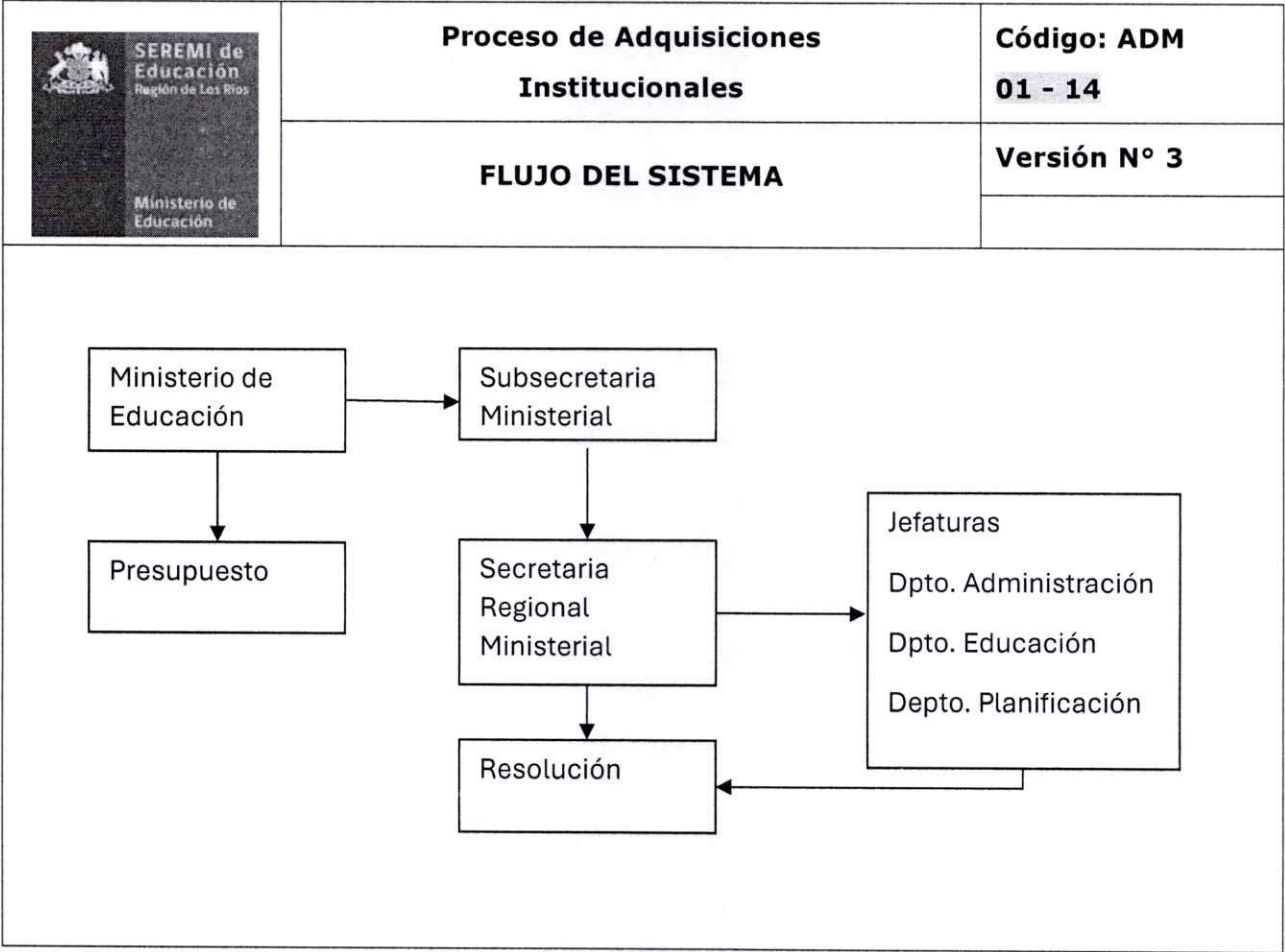 SEREMI de
Educación
Región de Los Ríos
Ministerio de
Educación
Proceso de Adquisiciones
Institucionales
Código: ADM
01 - 14
FLUJO DEL SISTEMA
Versión N° 3
Ministerio de
Educación
Subsecretaria
Ministerial
Presupuesto
Secretaria
Regional
Ministerial
Jefaturas
Dpto. Administración
Dpto. Educación
Depto. Planificación
Resolución